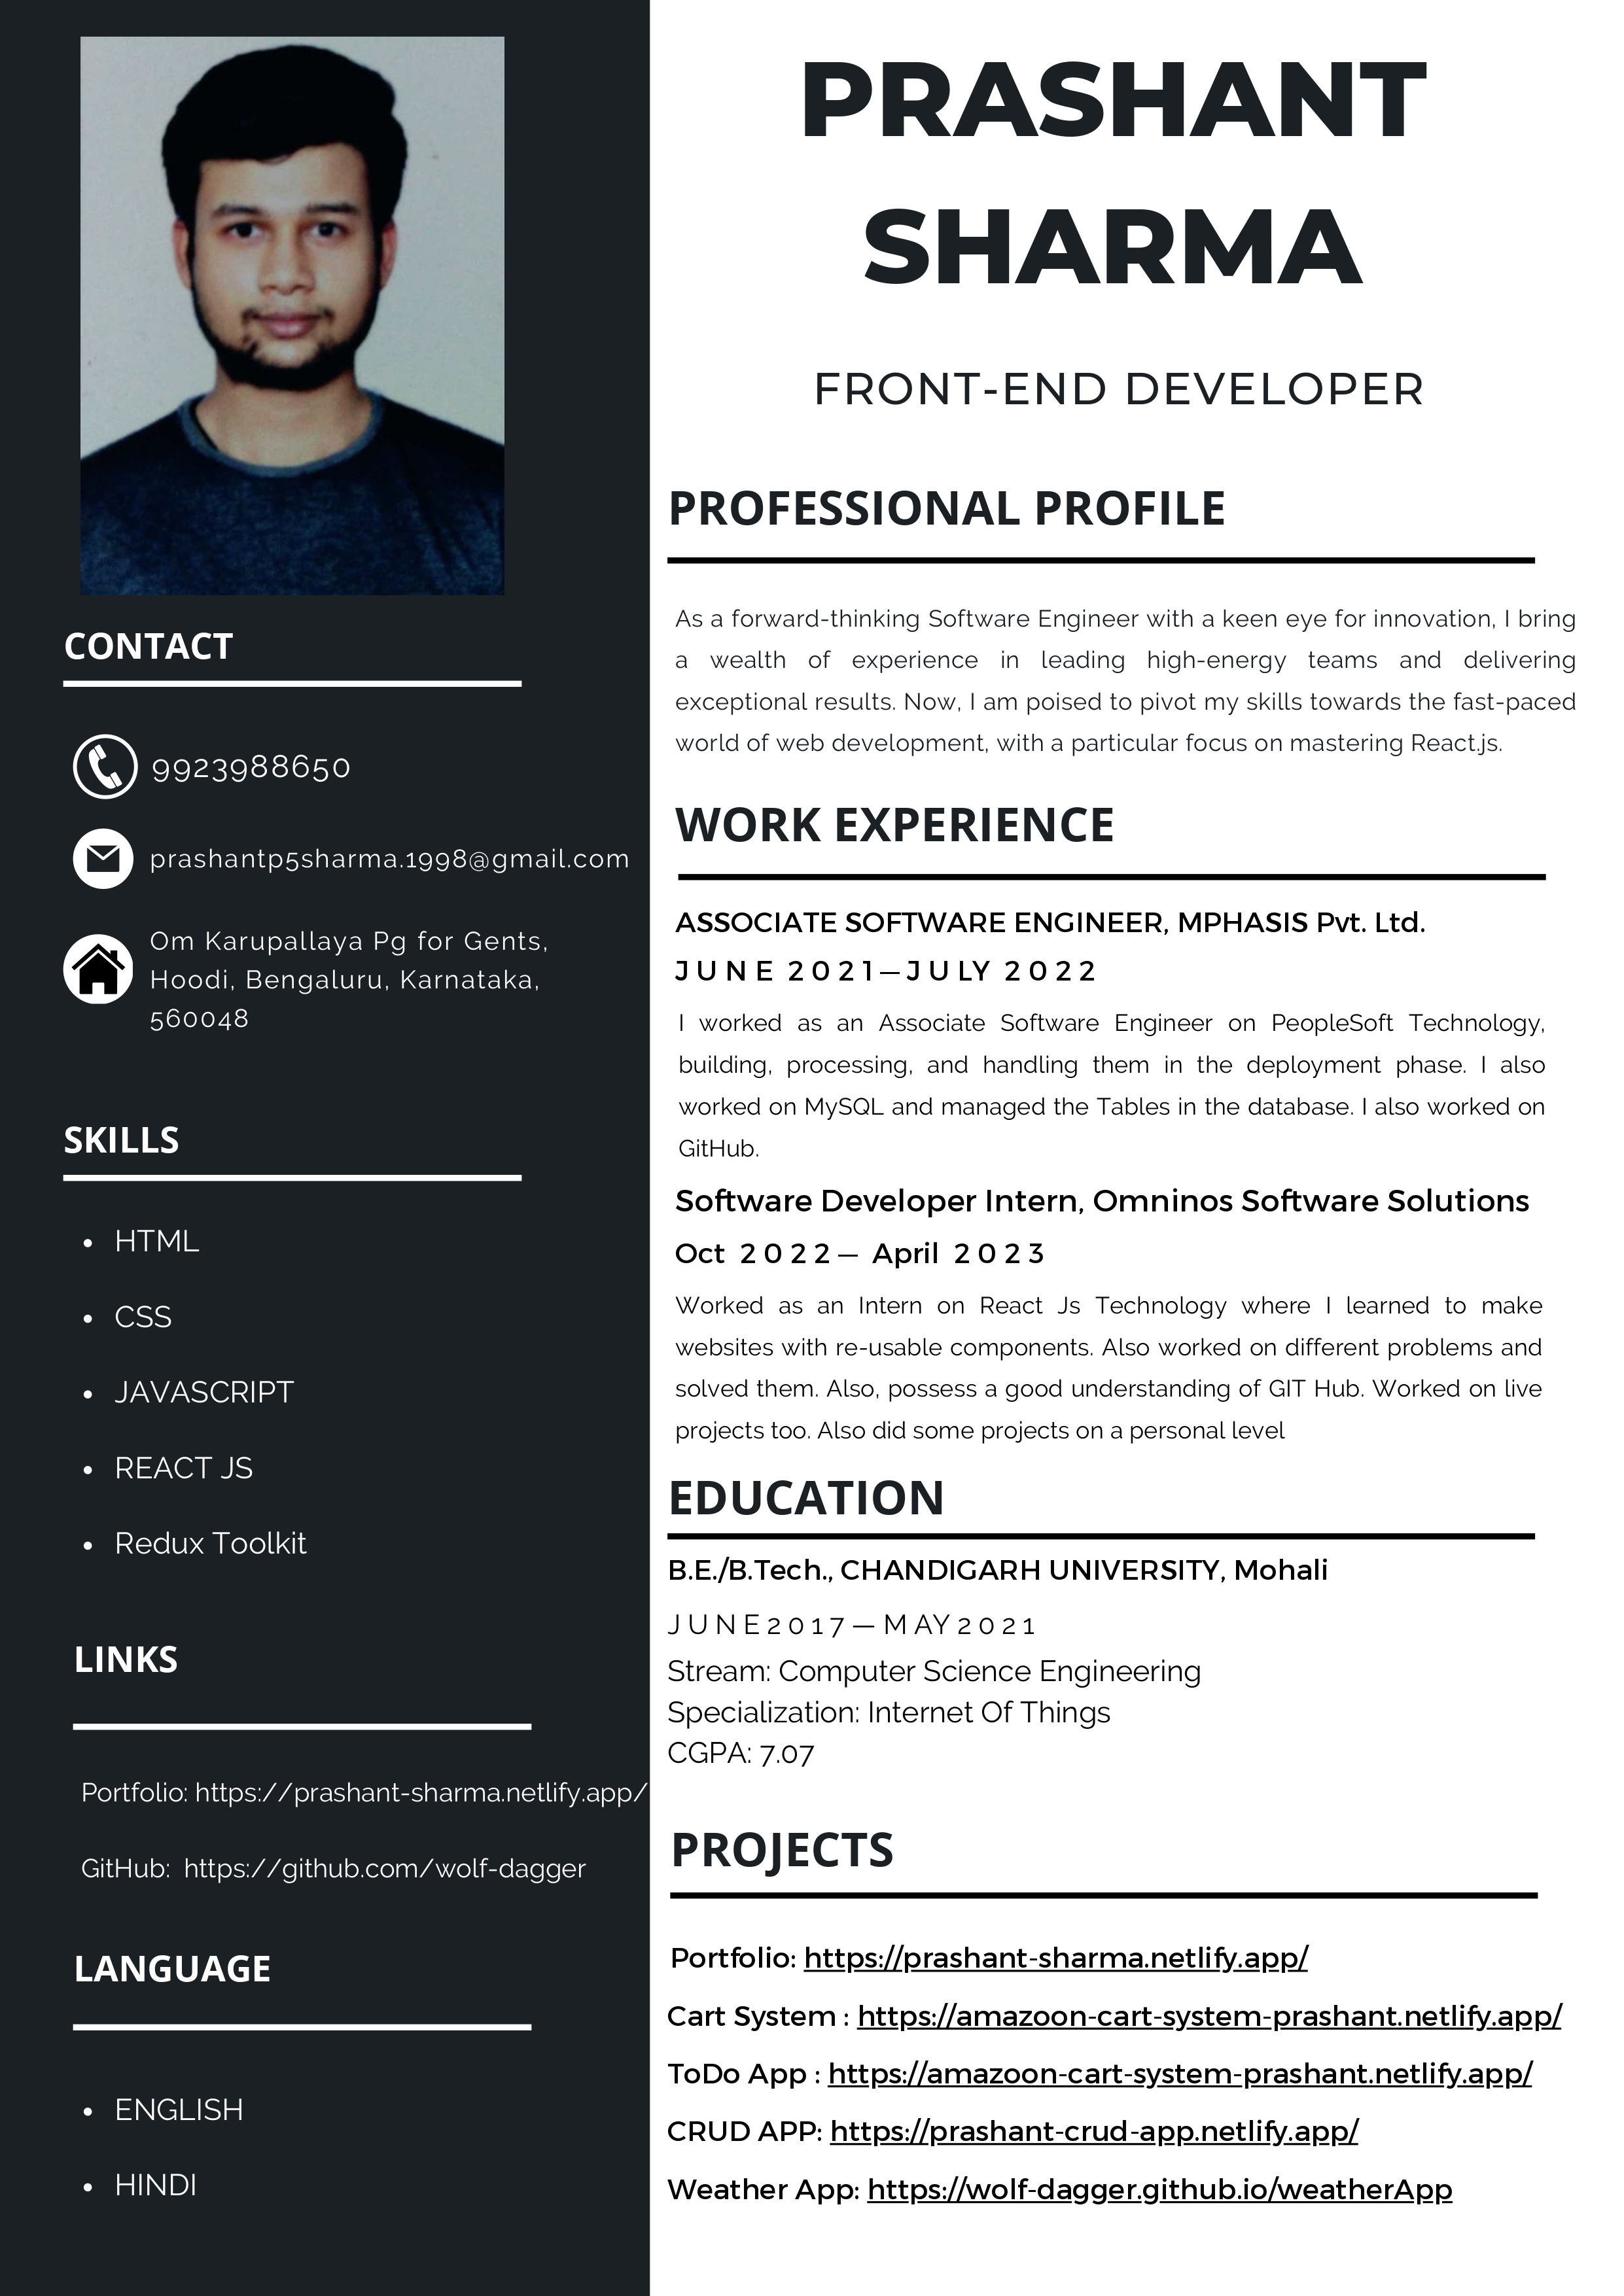 PRASHANT
SHARMA
FRONT-END DEVELOPER
CONTACT
9923988650
prashantp5sharma.1998@gmail.com
Om Karupallaya Pg for Gents,
Hoodi, Bengaluru, Karnataka,
560048
SKILLS
• HTML
• CSS
• JAVASCRIPT
• REACT JS
• Redux Toolkit
LINKS
Portfolio: https://prashant-sharma.netlify.app/
GitHub: https://github.com/wolf-dagger
LANGUAGE
• ENGLISH
• HINDI
PROFESSIONAL PROFILE
As a forward-thinking Software Engineer with a keen eye for innovation, I bring
a wealth of experience in leading high-energy teams and delivering
exceptional results. Now, I am poised to pivot my skills towards the fast-paced
world of web development, with a particular focus on mastering React.js.
WORK EXPERIENCE
ASSOCIATE SOFTWARE ENGINEER, MPHASIS Pvt. Ltd.
JUNE 2021—JULY 2022
I worked as an Associate Software Engineer on PeopleSoft Technology,
building, processing, and handling them in the deployment phase. I also
worked on MySQL and managed the Tables in the database. I also worked on
GitHub.
Software Developer Intern, Omninos Software Solutions
Oct 2022— April 2023
Worked as an Intern on React Js Technology where I learned to make
websites with re-usable components. Also worked on different problems and
solved them. Also, possess a good understanding of GIT Hub. Worked on live
projects too. Also did some projects on a personal level
EDUCATION
B.E./B.Tech., CHANDIGARH UNIVERSITY, Mohali
JUNE2017—MAY2021
Stream: Computer Science Engineering
Specialization: Internet Of Things
CGPA: 7.07
PROJECTS
Portfolio: https://prashant-sharma.netlify.app/
Cart System : https://amazoon-cart-system-prashant.netlify.app/
ToDo App : https://amazoon-cart-system-prashant.netlify.app/
CRUD APP: https://prashant-crud-app.netlify.app/
Weather App: https://wolf-dagger.github.io/weatherApp